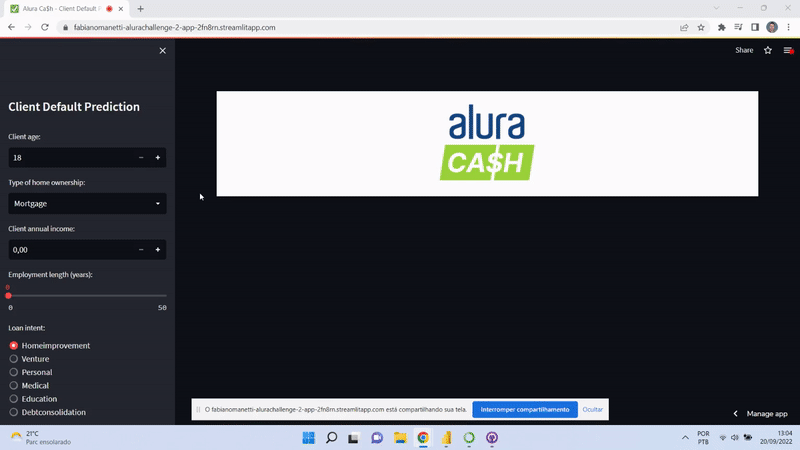 Alura Ca$h - Client Default P
fabianomanetti-alurachallenge-2-app-2fn8rn.streamlitapp.com
Share
Client Default Prediction
Client age:
18
Type of home ownership:
Mortgage
Client annual income:
0,00
Employment length (years):
0
0 50
Loan intent:
Homeimprovement
Venture
Personal
Medical
Education
Debtconsolidation
alura
CA$H
O fabianomanetti-alurachallenge-2-app-2fn8rn.streamlitapp.com está compartilhando sua tela.
Interromper compartilhamento
Ocultar
Manage app
21°C
Parc ensolarado
POR
PTB
13:04
20/09/2022